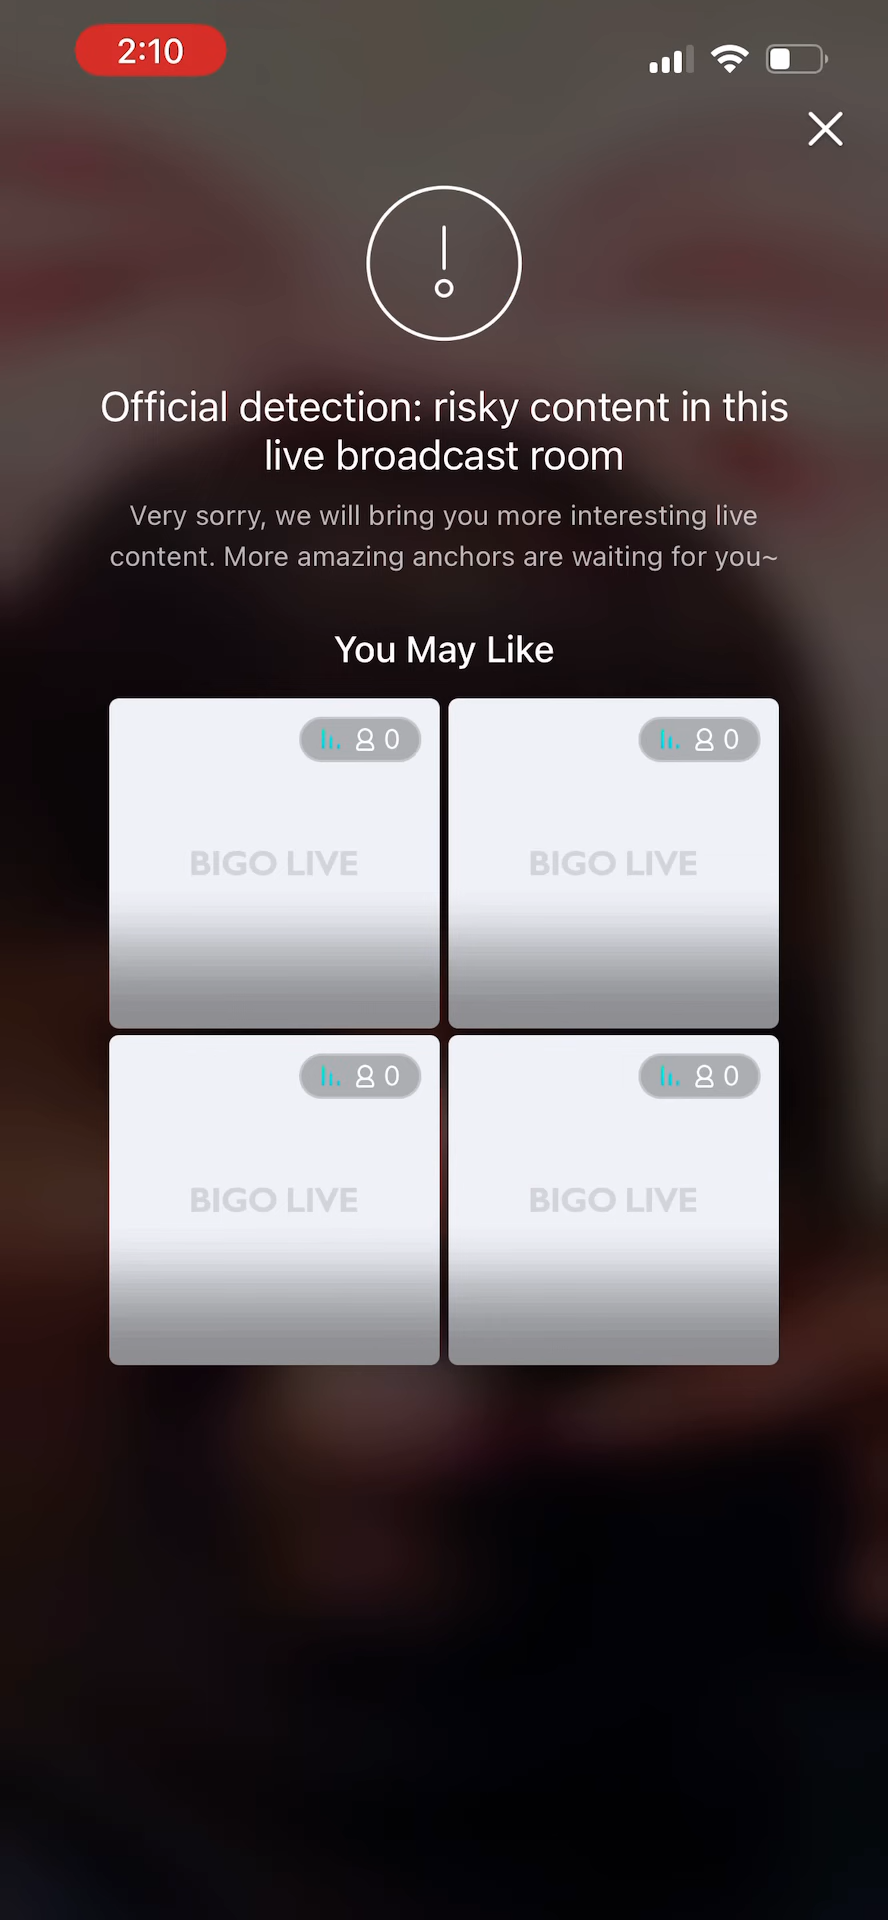 2:10
Official detection: risky content in this
live broadcast room
Very sorry, we will bring you more interesting live
content. More amazing anchors are waiting for you~
You May Like
0
0
BIGO LIVE
BIGO LIVE
0
0
BIGO LIVE
BIGO LIVE